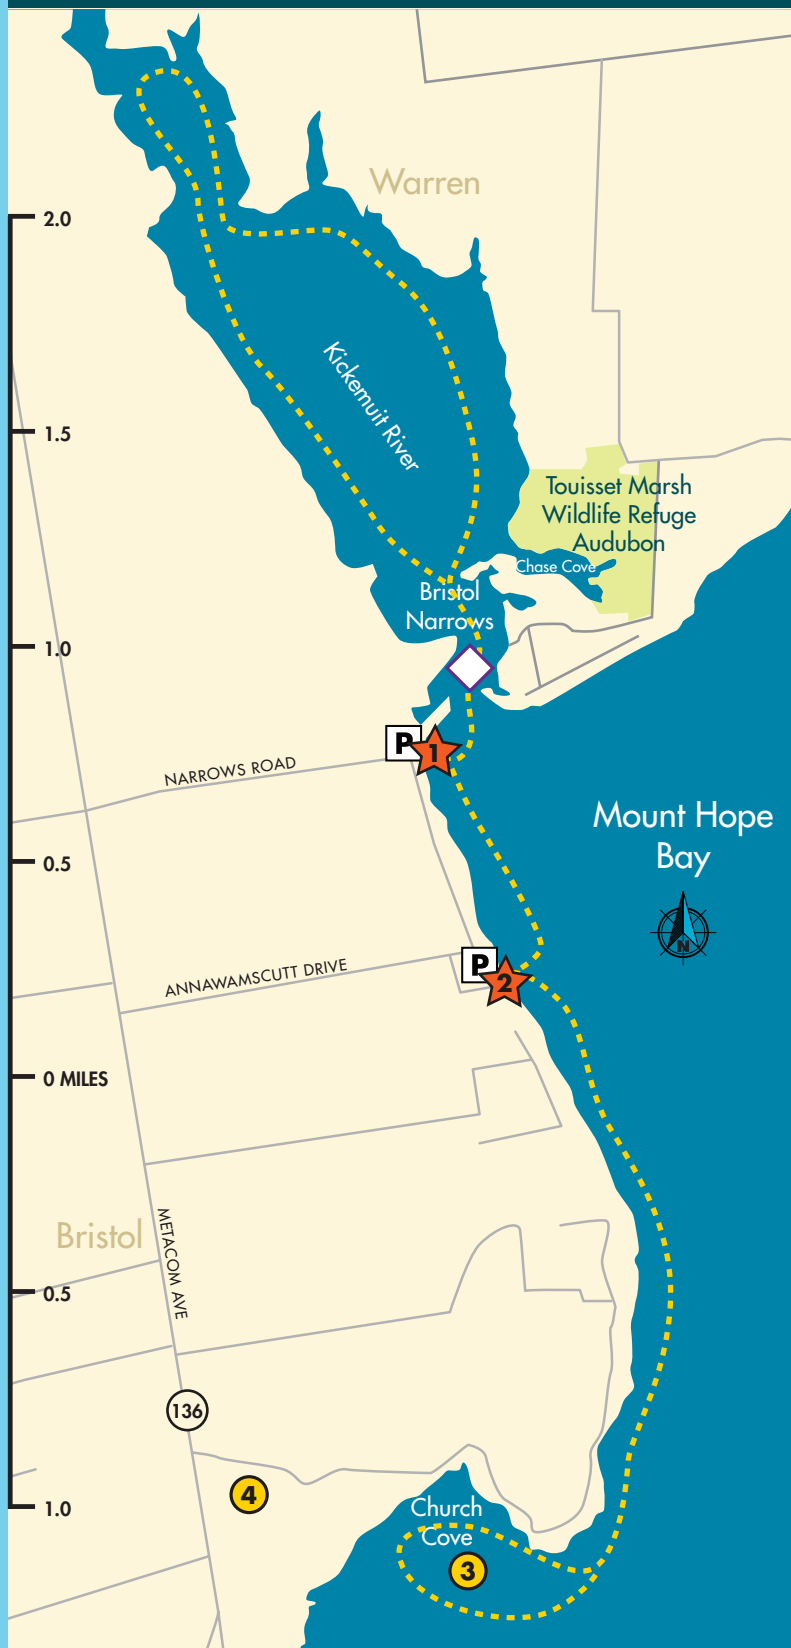 Warren
2.0
Kickemuit River
1.5
Touisset Marsh
Wildlife Refuge
Audubon
Chase Cove
Bristol
Narrows
1.0
P
1
NARROWS ROAD
Mount Hope
Bay
0.5
N
P
2
ANNAWAMSCUTT DRIVE
0 MILES
METACOM AVE
Bristol
0.5
136
4
1.0
Church
Cove
3